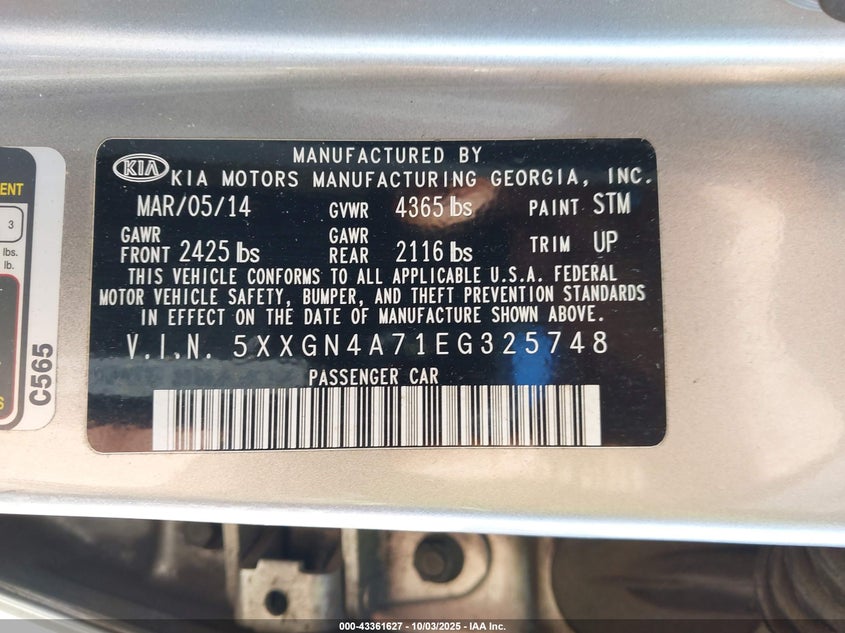 MANUFACTURED BY
KIA KIA MOTORS MANUFACTURING GEORGIA, INC.
MAR/05/14 GVWR 4365 lbs PAINT STM
GAWR FRONT 2425 lbs GAWR REAR 2116 lbs TRIM UP
THIS VEHICLE CONFORMS TO ALL APPLICABLE U.S.A. FEDERAL
MOTOR VEHICLE SAFETY, BUMPER, AND THEFT PREVENTION STANDARDS
IN EFFECT ON THE DATE OF MANUFACTURE SHOWN ABOVE.
V.I.N. 5XXGN4A71EG325748
PASSENGER CAR
3
lbs.
lb.
C565
000-43361627 - 10/03/2025 - IAA Inc.